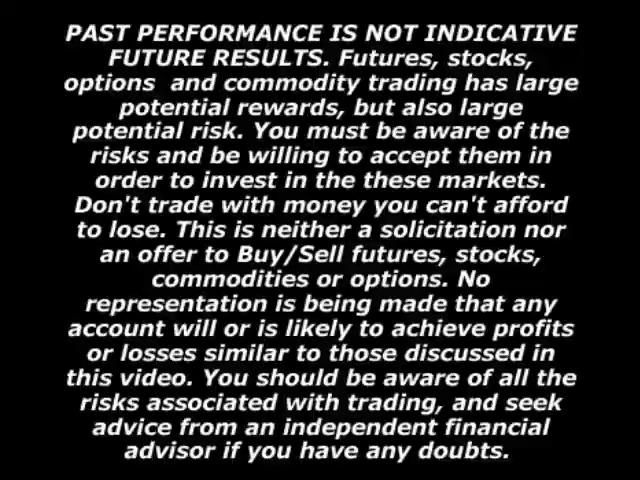 PAST PERFORMANCE IS NOT INDICATIVE
FUTURE RESULTS. Futures, stocks,
options  and commodity trading has large
potential rewards, but also large
potential risk. You must be aware of the
risks and be willing to accept them in
order to invest in the these markets.
Don't trade with money you can't afford
to lose. This is neither a solicitation nor
an offer to Buy/Sell futures, stocks,
commodities or options. No
representation is being made that any
account will or is likely to achieve profits
or losses similar to those discussed in
this video. You should be aware of all the
risks associated with trading, and seek
advice from an independent financial
advisor if you have any doubts.